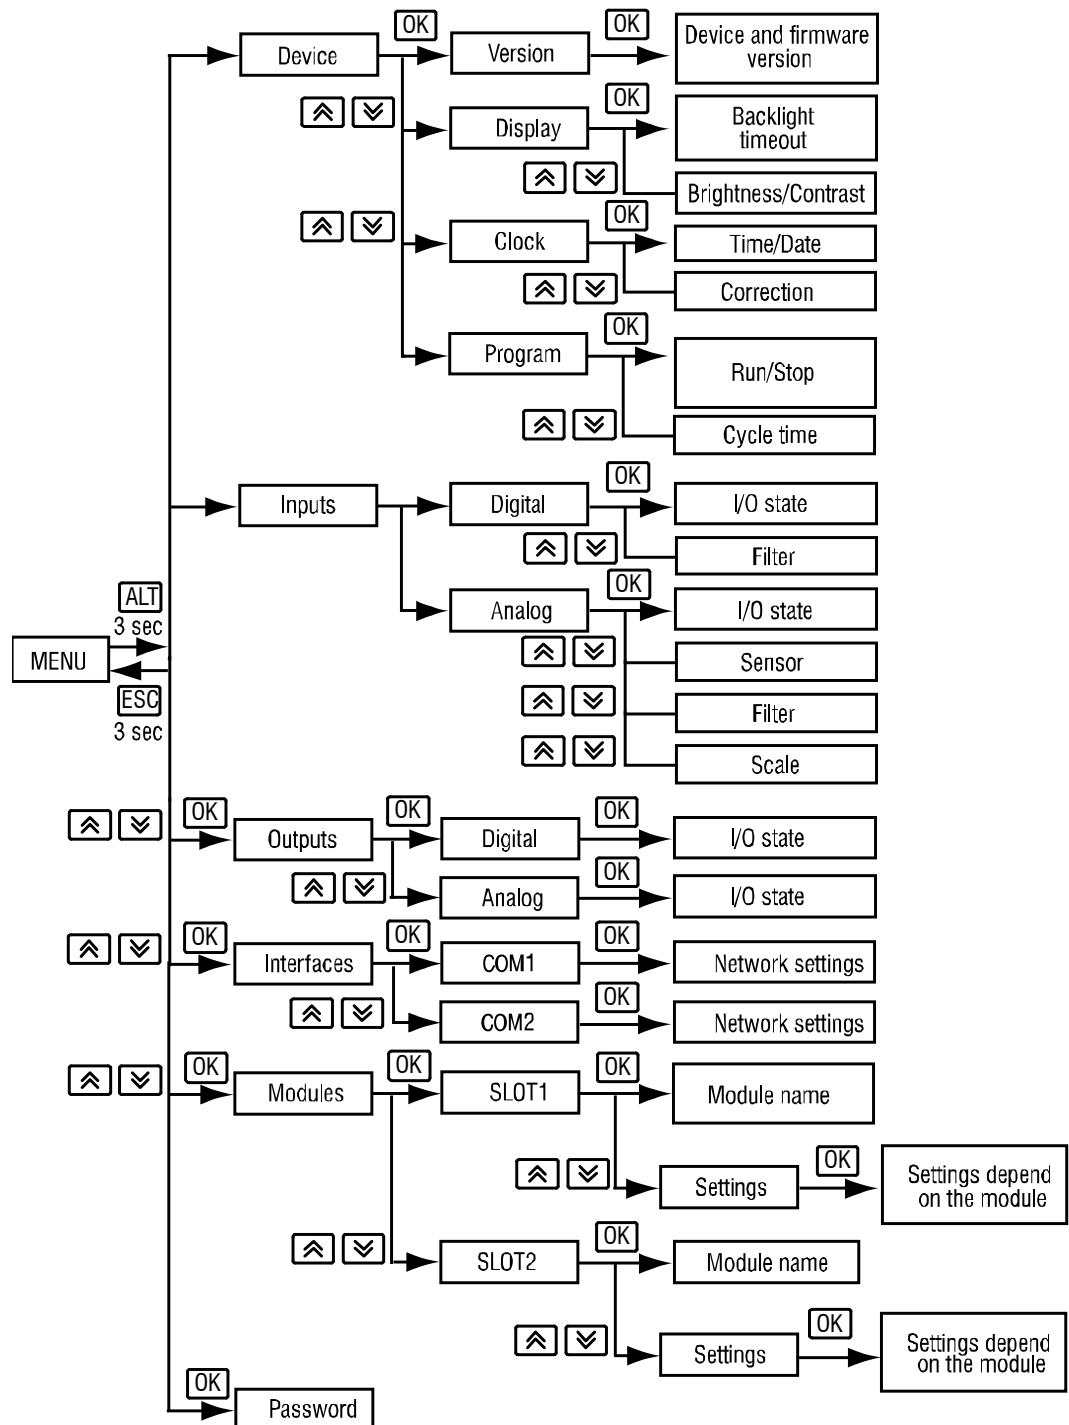 OK
OK
Device
Version
Device and firmware
version
OK
Display
Backlight
timeout
Brightness/Contrast
OK
Clock
Time/Date
Correction
OK
Program
Run/Stop
Cycle time
OK
Inputs
Digital
I/O state
Filter
OK
Analog
I/O state
Sensor
Filter
Scale
ALT
3 sec
MENU
ESC
3 sec
OK
OK
OK
Outputs
Digital
I/O state
OK
Analog
I/O state
OK
OK
OK
Interfaces
COM1
Network settings
OK
COM2
Network settings
OK
OK
OK
Modules
SLOT1
Module name
OK
Settings
Settings depend
on the module
OK
SLOT2
Module name
OK
Settings
Settings depend
on the module
OK
Password